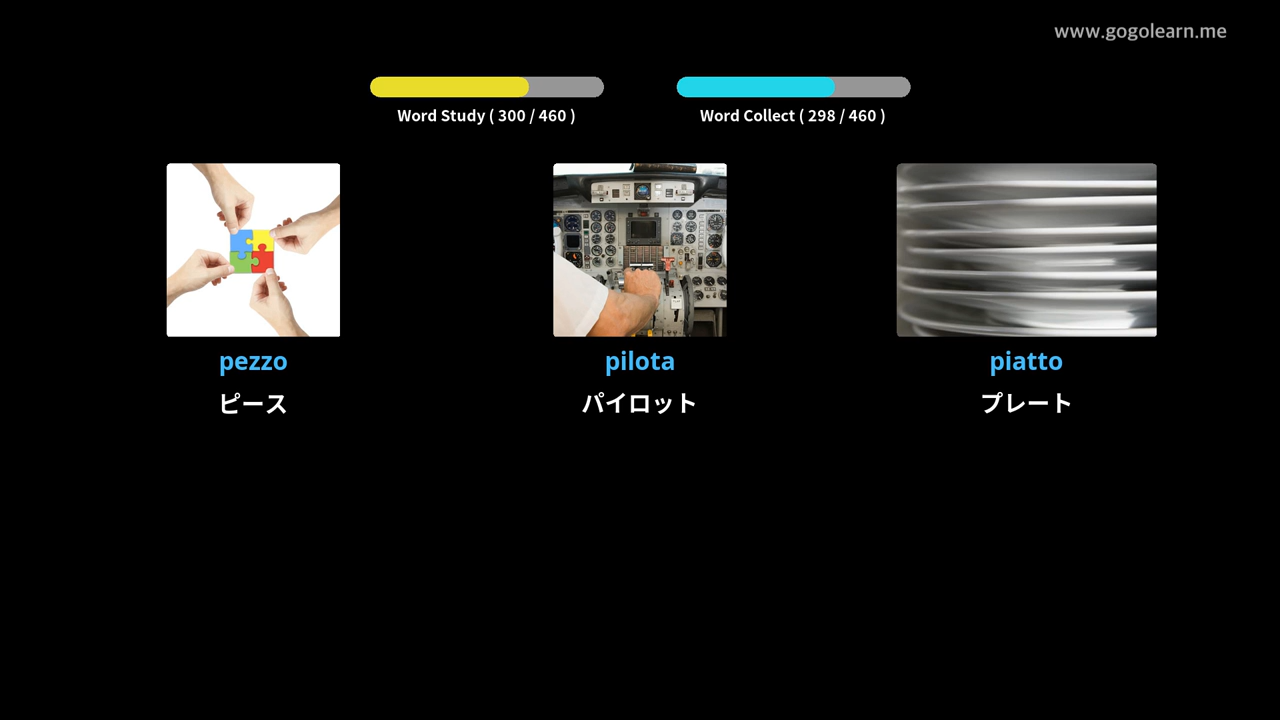 www.gogolearn.me
Word Study ( 300 / 460 )
Word Collect ( 298 / 460 )
pezzo
pilota
piatto
ピース
パイロット
プレート